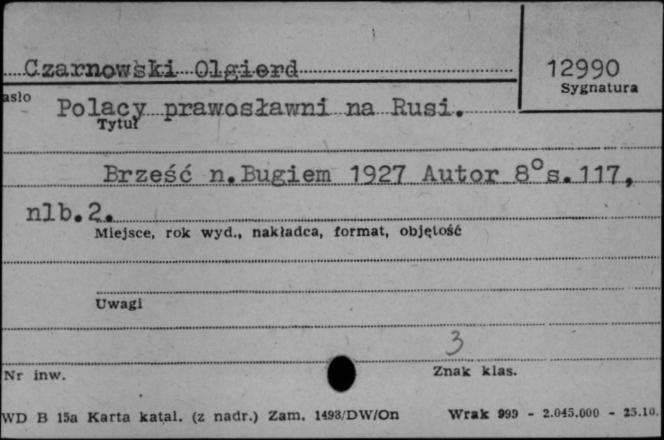 Czarnowski Olgierd
12990
Sygnatura
asło
Polacy prawosławni na Rusi.
Tytuł
Brześć n.Bugiem 1927 Autor 8°s.117,
nlb.2.
Miejsce, rok wyd., nakładca, format, objętość
Uwagi
3
Nr inw.
Znak klas.
WD B 15a Karta katal. (z nadr.) Zam. 1498/DW/On
Wrak 999 - 2.045.000 - 25.10.